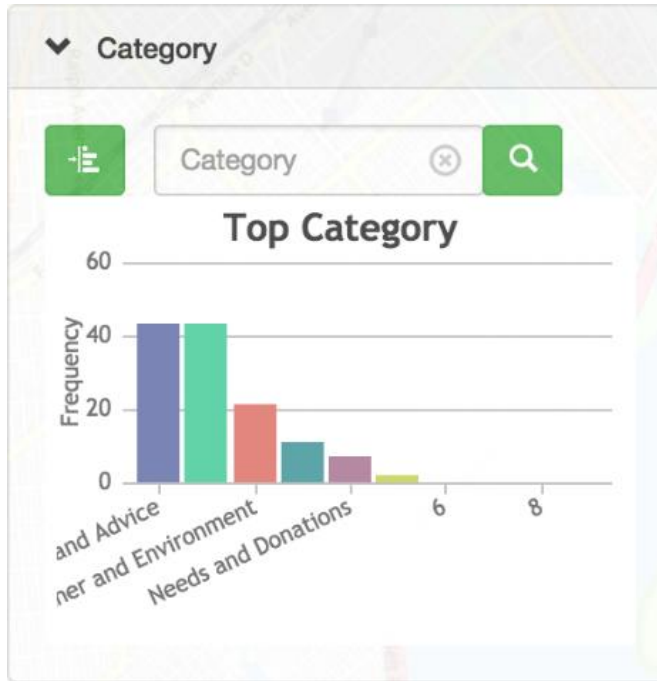 Category
Category
Top Category
60
Frequency
40
20
0
and Advice
ner and Environment
Needs and Donations
6
8